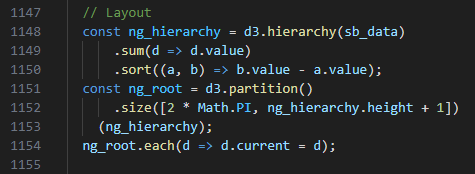 1147 // Layout
1148 const ng_hierarchy = d3.hierarchy(sb_data)
1149 .sum(d => d.value)
1150 .sort((a, b) => b.value - a.value);
1151 const ng_root = d3.partition()
1152 .size([2 * Math.PI, ng_hierarchy.height + 1])
1153 (ng_hierarchy);
1154 ng_root.each(d => d.current = d);
1155